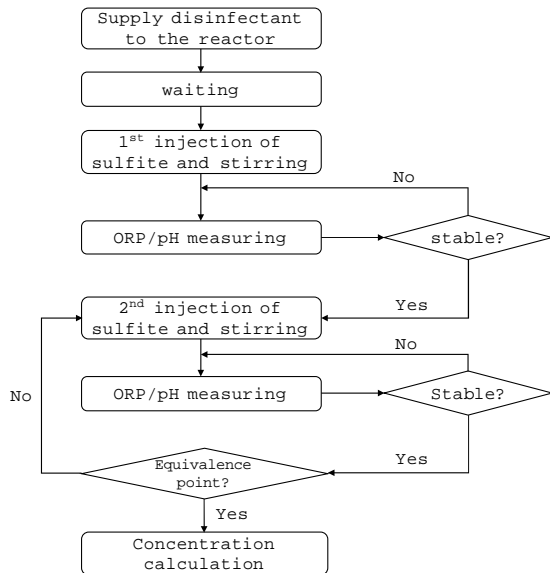 Supply disinfectant
to the reactor
waiting
1st injection of
sulfite and stirring
No
ORP/pH measuring
stable?
Yes
2nd injection of
sulfite and stirring
No
No
ORP/pH measuring
Stable?
Yes
Equivalence
point?
Yes
Concentration
calculation